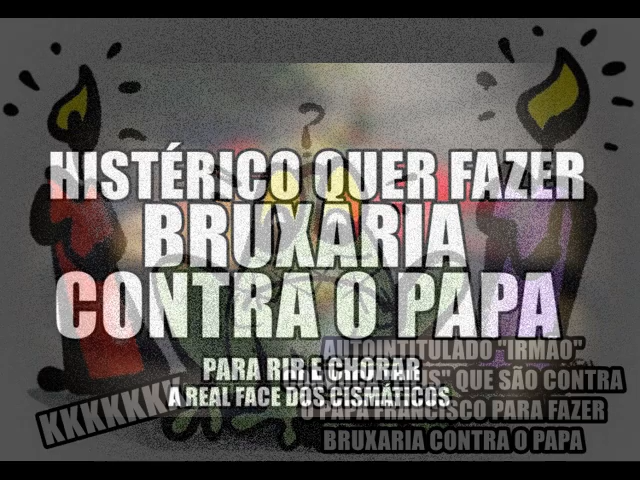 HISTÉRICO QUER FAZER
BRUXARIA
CONTRA O PAPA
PARA RIR E CHORAR
A REAL FACE DOS CISMÁTICOS
KKKKKKK!
AUTOINTITULADO "IRMÃO"
QUE SÃO CONTRA
O PAPA FRANCISCO PARA FAZER
BRUXARIA CONTRA O PAPA